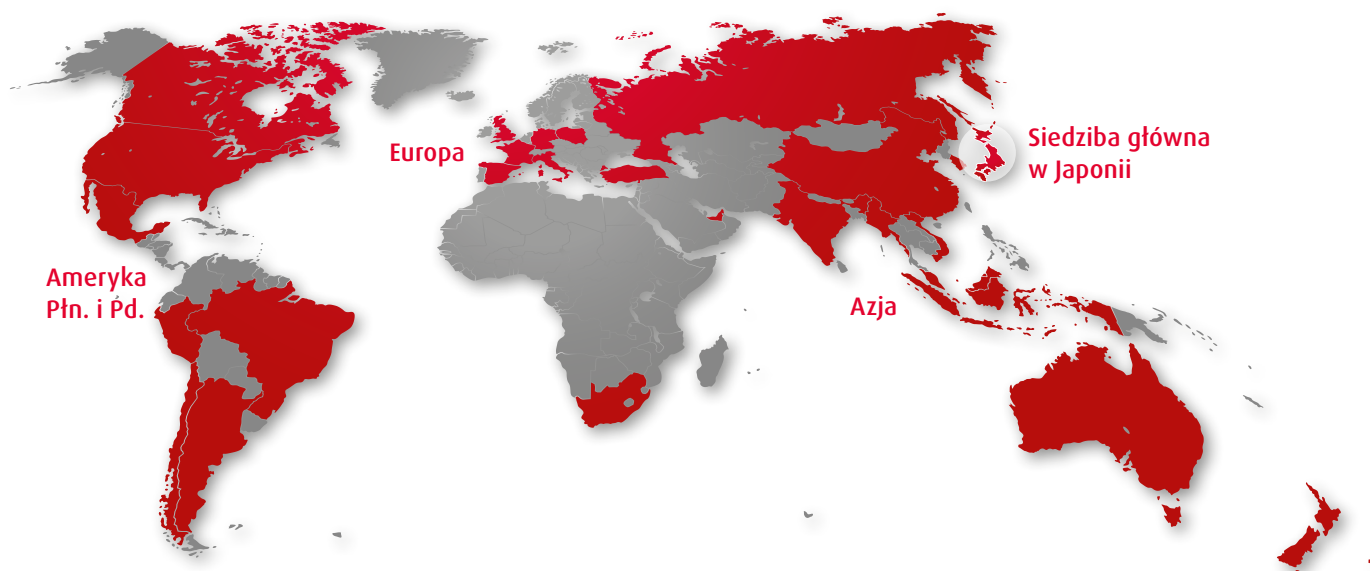 Europa
Siedziba główna
w Japonii
Ameryka
Płn. i Pd.
Azja